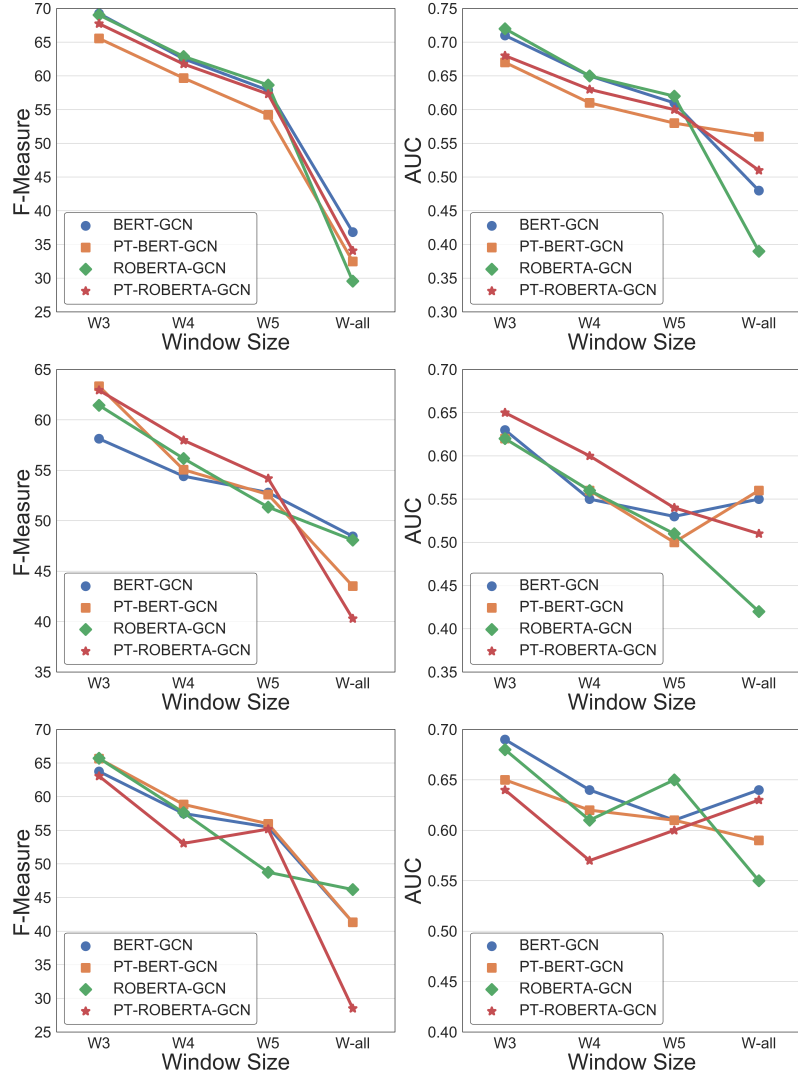 70
65
60
55
50
45
40
35
30
25
F-Measure
BERT-GCN
PT-BERT-GCN
ROBERTA-GCN
PT-ROBERTA-GCN
W3 W4 W5 W-all
Window Size
0.75
0.70
0.65
0.60
0.55
0.50
0.45
0.40
0.35
0.30
AUC
BERT-GCN
PT-BERT-GCN
ROBERTA-GCN
PT-ROBERTA-GCN
W3 W4 W5 W-all
Window Size
65
60
55
50
45
40
35
F-Measure
BERT-GCN
PT-BERT-GCN
ROBERTA-GCN
PT-ROBERTA-GCN
W3 W4 W5 W-all
Window Size
0.70
0.65
0.60
0.55
0.50
0.45
0.40
0.35
AUC
BERT-GCN
PT-BERT-GCN
ROBERTA-GCN
PT-ROBERTA-GCN
W3 W4 W5 W-all
Window Size
70
65
60
55
50
45
40
35
30
25
F-Measure
BERT-GCN
PT-BERT-GCN
ROBERTA-GCN
PT-ROBERTA-GCN
W3 W4 W5 W-all
Window Size
0.70
0.65
0.60
0.55
0.50
0.45
0.40
AUC
BERT-GCN
PT-BERT-GCN
ROBERTA-GCN
PT-ROBERTA-GCN
W3 W4 W5 W-all
Window Size